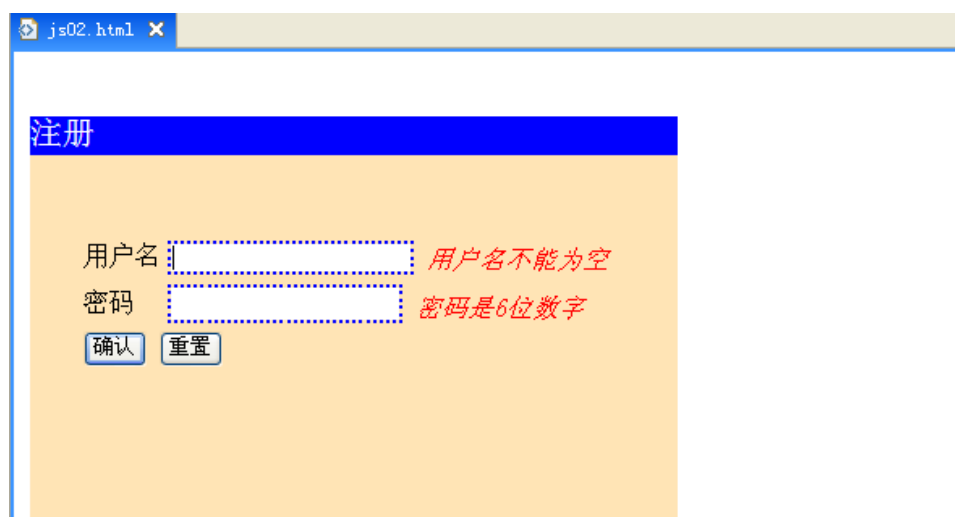 js02.html
注册
用户名 用户名不能为空
密码 密码是6位数字
确认 重置